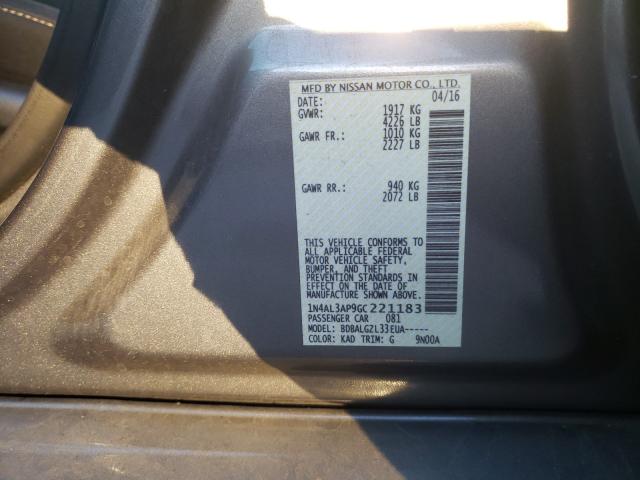 MFD BY NISSAN MOTOR CO., LTD.
DATE: 04/16
GVWR: 1917 KG
4226 LB
GAWR FR.: 1010 KG
2227 LB
GAWR RR.: 940 KG
2072 LB
THIS VEHICLE CONFORMS TO
ALL APPLICABLE FEDERAL
MOTOR VEHICLE SAFETY,
BUMPER, AND THEFT
PREVENTION STANDARDS IN
EFFECT ON THE DATE OF
MANUFACTURE SHOWN ABOVE.
1N4AL3AP9GC221183
PASSENGER CAR 081
MODEL: BDBALGZL33EUA-----
COLOR: KAD TRIM: G 9N00A